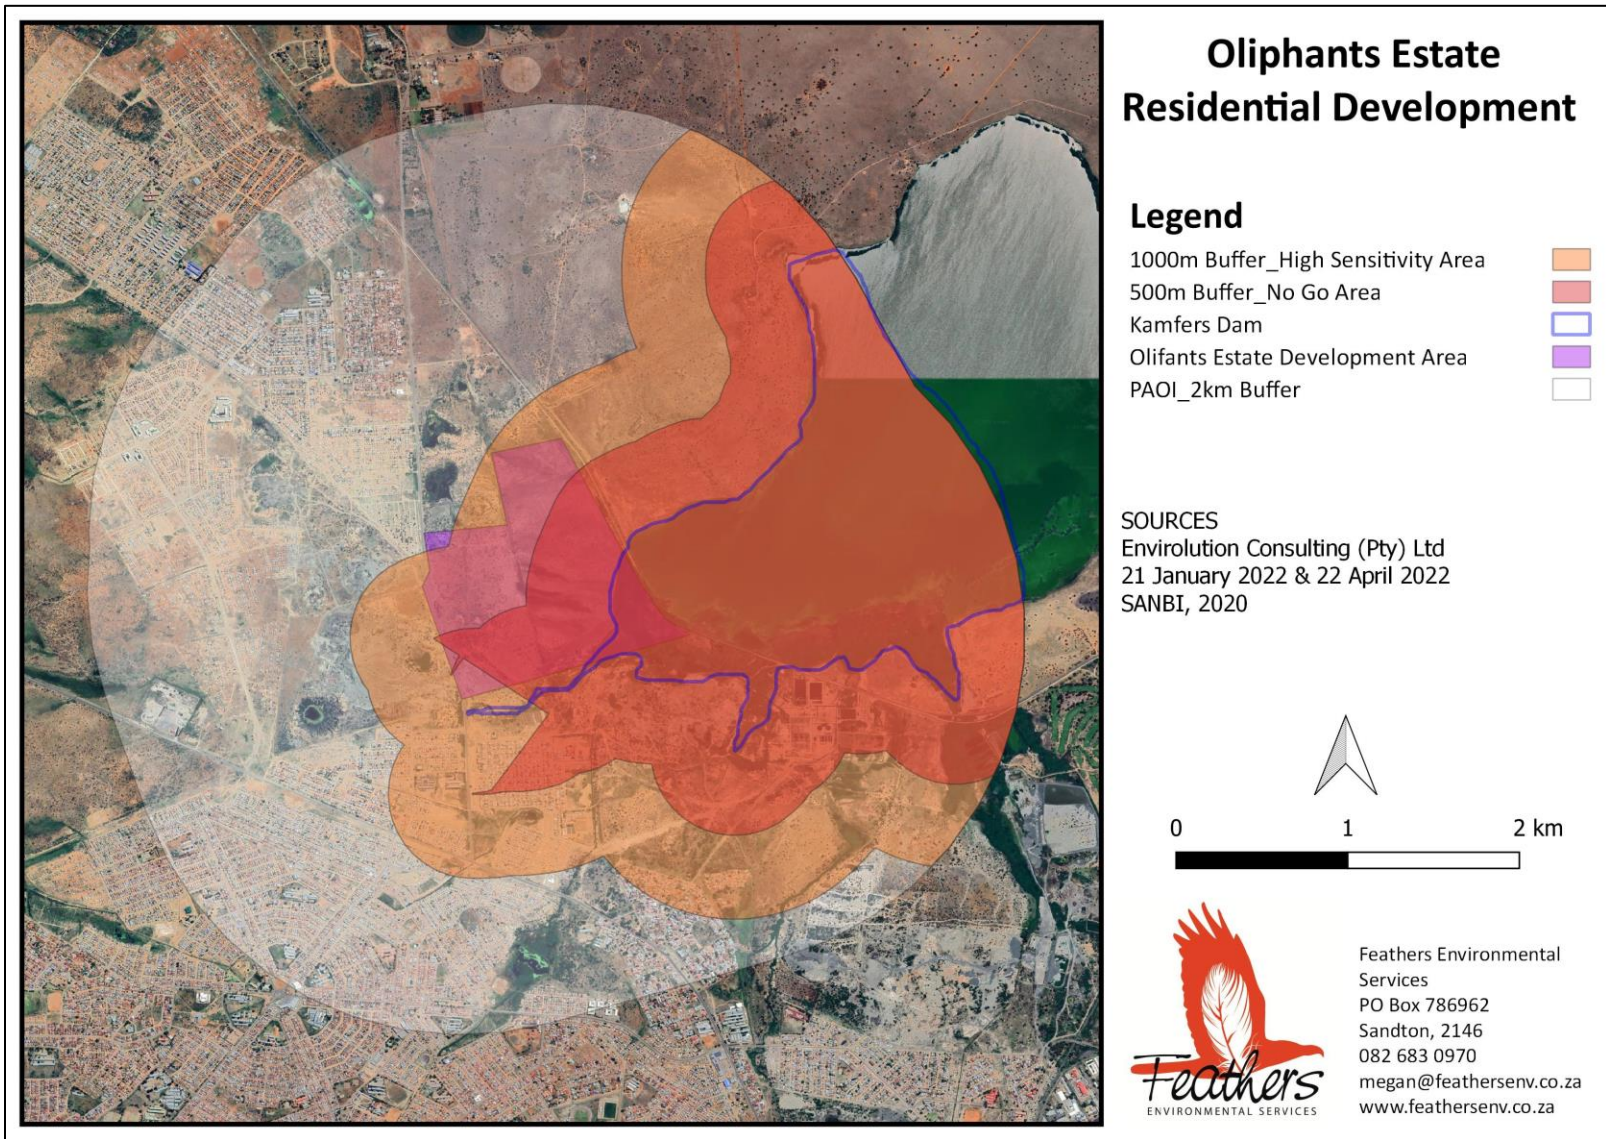 Oliphants Estate
Residential Development
Legend
1000m Buffer_High Sensitivity Area
500m Buffer_No Go Area
Kamfers Dam
Olifants Estate Development Area
PAOI_2km Buffer
SOURCES
Envirolution Consulting (Pty) Ltd
21 January 2022 & 22 April 2022
SANBI, 2020
0 1 2 km
Feathers
ENVIRONMENTAL SERVICES
Feathers Environmental
Services
PO Box 786962
Sandton, 2146
082 683 0970
megan@feathersenv.co.za
www.feathersenv.co.za